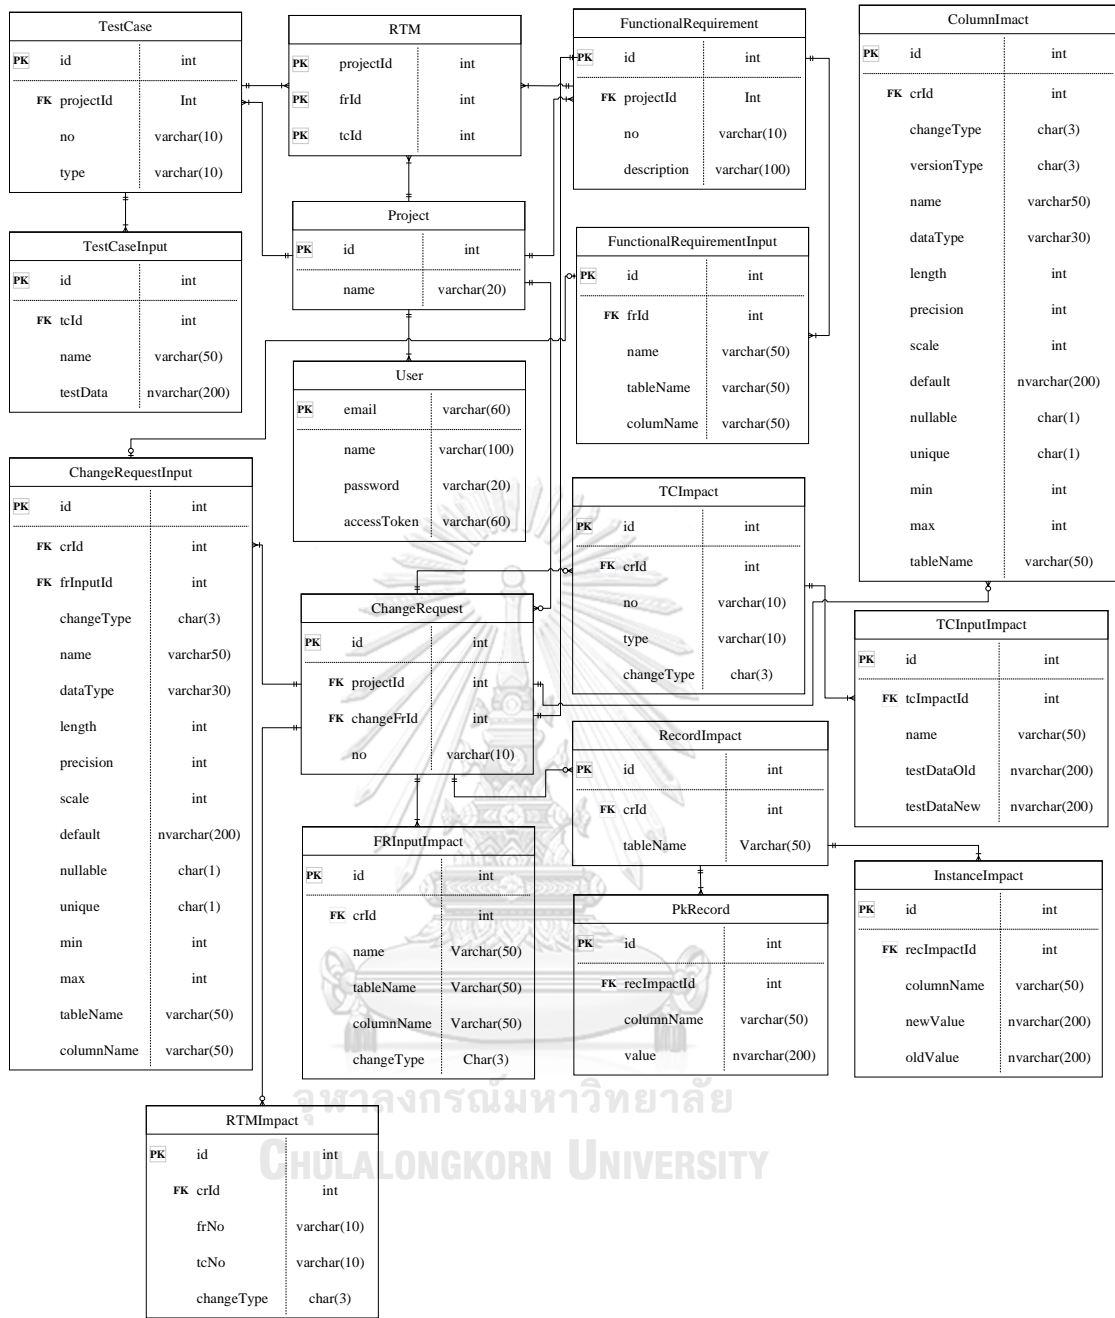 TestCase
PK id int
FK projectId Int
no varchar(10)
type varchar(10)
RTM
PK projectId int
PK frId int
PK tcId int
FunctionalRequirement
PK id int
FK projectId Int
no varchar(10)
description varchar(100)
ColumnImact
PK id int
FK crId int
changeType char(3)
versionType char(3)
name varchar50)
dataType varchar30)
length int
precision int
scale int
default nvarchar(200)
nullable char(1)
unique char(1)
min int
max int
tableName varchar(50)
TestCaseInput
PK id int
FK tcId int
name varchar(50)
testData nvarchar(200)
Project
PK id int
name varchar(20)
FunctionalRequirementInput
PK id int
FK frId int
name varchar(50)
tableName varchar(50)
columName varchar(50)
User
PK email varchar(60)
name varchar(100)
password varchar(20)
accessToken varchar(60)
ChangeRequestInput
PK id int
FK crId int
FK frInputId int
changeType char(3)
name varchar50)
dataType varchar30)
length int
precision int
scale int
default nvarchar(200)
nullable char(1)
unique char(1)
min int
max int
tableName varchar(50)
columnName varchar(50)
TCImpact
PK id int
FK crId int
no varchar(10)
type varchar(10)
changeType char(3)
ChangeRequest
PK id int
FK projectId int
FK changeFrId int
no varchar(10)
TCInputImpact
PK id int
FK tcImpactId int
name varchar(50)
testDataOld nvarchar(200)
testDataNew nvarchar(200)
RecordImpact
PK id int
FK crId int
tableName Varchar(50)
FRInputImpact
PK id int
FK crId int
name Varchar(50)
tableName Varchar(50)
columnName Varchar(50)
changeType Char(3)
PkRecord
PK id int
FK recImpactId int
columnName varchar(50)
value nvarchar(200)
InstanceImpact
PK id int
FK recImpactId int
columnName varchar(50)
newValue nvarchar(200)
oldValue nvarchar(200)
จุฬาลงกรณ์มหาวิทยาลัย
CHULALONGKORN UNIVERSITY
RTMImpact
PK id int
FK crId int
frNo varchar(10)
tcNo varchar(10)
changeType char(3)